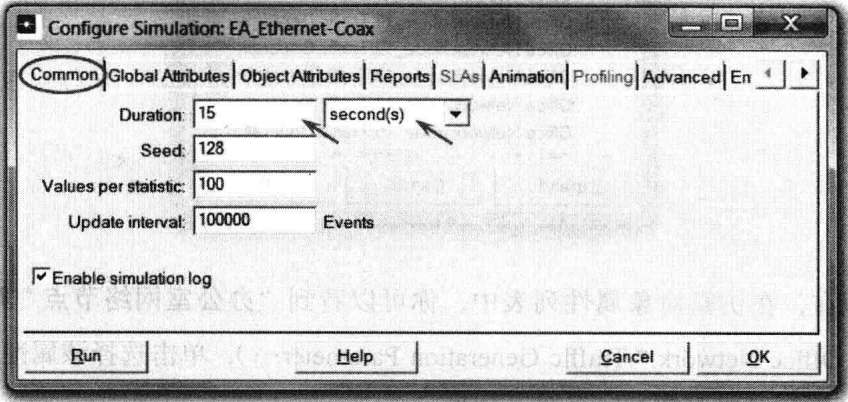 Configure Simulation: EA_Ethernet-Coax
Common Global Attributes Object Attributes Reports SLAs Animation Profiling Advanced En
Duration: 15 second(s)
Seed: 128
Values per statistic: 100
Update interval: 100000 Events
Enable simulation log
Run Help Cancel OK